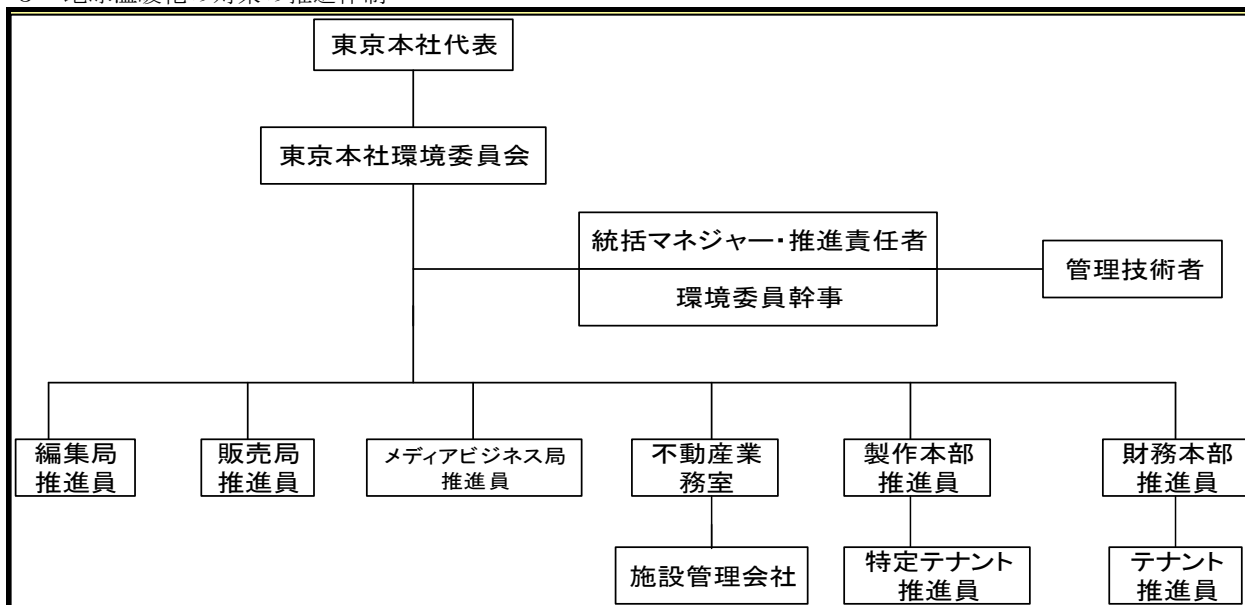 東京本社代表
東京本社環境委員会
統括マネジャー・推進責任者
管理技術者
環境委員幹事
編集局
推進員
販売局
推進員
メディアビジネス局
推進員
不動産業
務室
製作本部
推進員
財務本部
推進員
施設管理会社
特定テナント
推進員
テナント
推進員